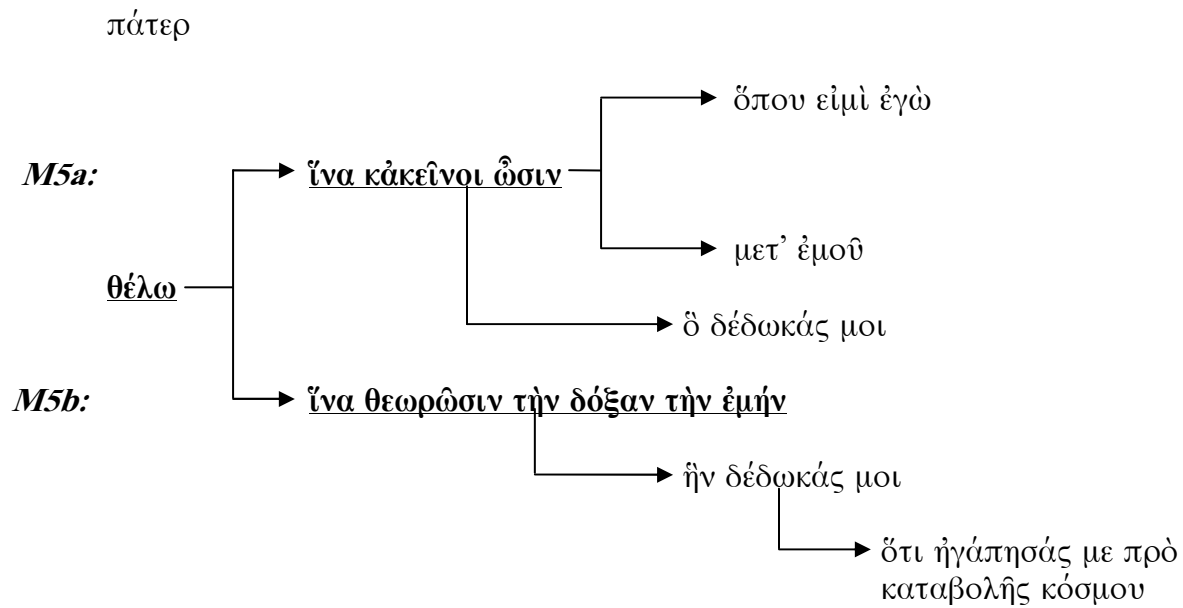 πάτερ
ὅπου εἰμὶ ἐγὼ
M5a:
ἵνα κἀκεῖνοι ὦσιν
μετ’ ἐμοῦ
θέλω
ὃ δέδωκάς μοι
M5b:
ἵνα θεωρῶσιν τὴν δόξαν τὴν ἐμήν
ἣν δέδωκάς μοι
ὅτι ἠγάπησάς με πρὸ
καταβολῆς κόσμου